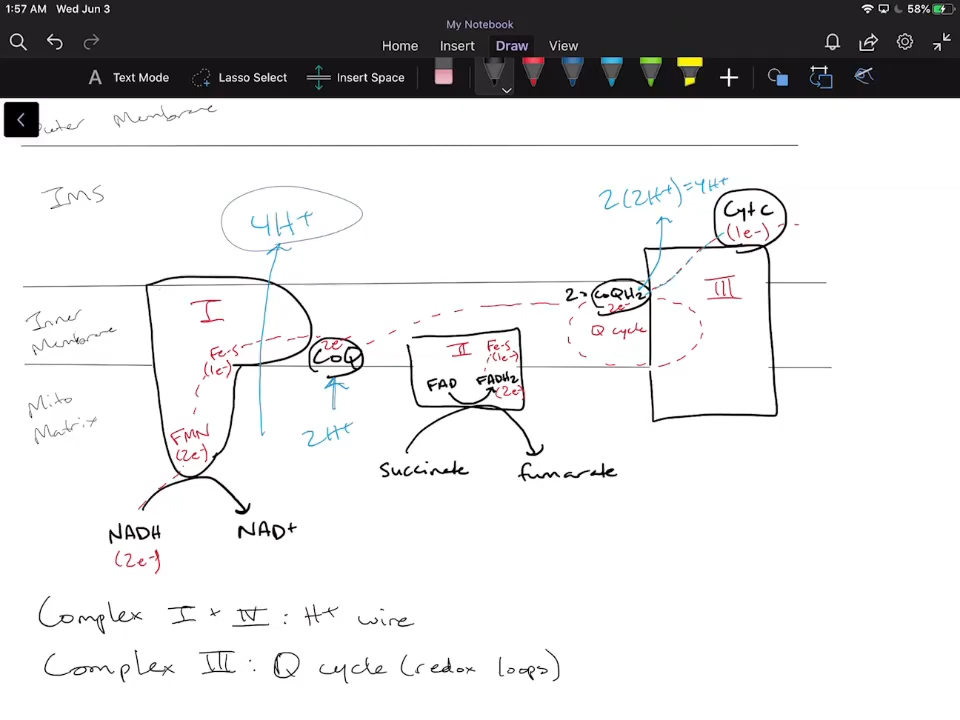 1:57 AM Wed Jun 3
58%
My Notebook
Home Insert Draw View
Text Mode Lasso Select Insert Space
Outer Membrane
IMS
4H+
2(2H+)=4H+
Cyt C
(1e-)
I
III
2x CoQH2
2e-
Q cycle
Inner
Membrane
Fe-S
(1e-)
2e-
CoQ
II
Fe-S
(1e-)
FAD
FADH2
(2e-)
Mito
Matrix
FMN
(2e-)
2H+
succinate
fumarate
NADH
(2e-)
NAD+
Complex I + IV : H+ wire
Complex III : Q cycle (redox loops)